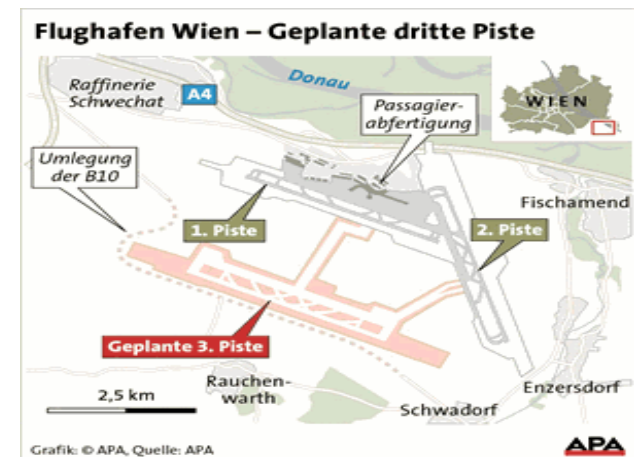 Flughafen Wien – Geplante dritte Piste
Raffinerie
Schwechat
A4
Donau
Passagier-
abfertigung
WIEN
Umlegung
der B10
Fischamend
1. Piste
2. Piste
Geplante 3. Piste
2,5 km
Rauchen-
warth
Schwadorf
Enzersdorf
Grafik: © APA, Quelle: APA
APA